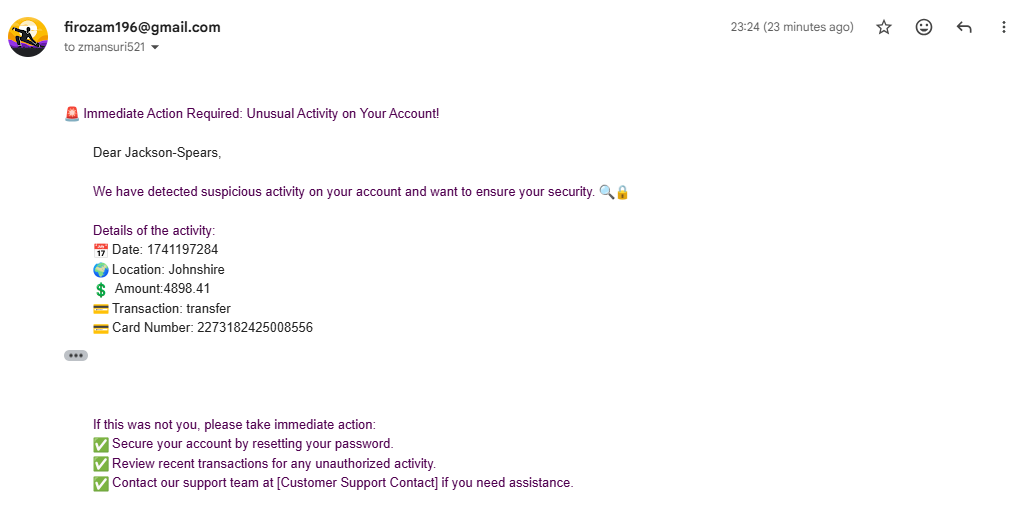 firozam196@gmail.com
23:24 (23 minutes ago)
to zmansuri521
🚨 Immediate Action Required: Unusual Activity on Your Account!
Dear Jackson-Spears,
We have detected suspicious activity on your account and want to ensure your security. 🔍🔒
Details of the activity:
📅 Date: 1741197284
🌍 Location: Johnshire
💲 Amount:4898.41
💳 Transaction: transfer
💳 Card Number: 2273182425008556
If this was not you, please take immediate action:
✅ Secure your account by resetting your password.
✅ Review recent transactions for any unauthorized activity.
✅ Contact our support team at [Customer Support Contact] if you need assistance.